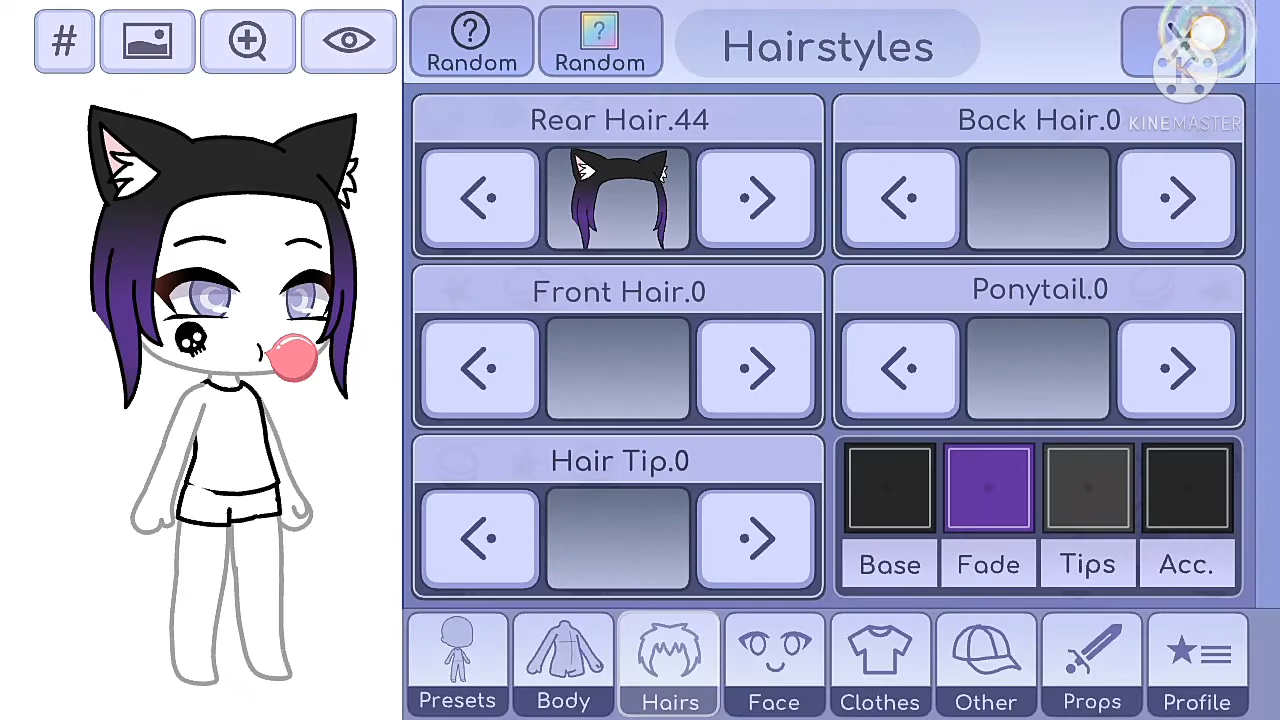 #
?
Random
?
Random
Hairstyles
X
K
KINEMASTER
Rear Hair.44
Back Hair.0
Front Hair.0
Ponytail.0
Hair Tip.0
Base
Fade
Tips
Acc.
Presets
Body
Hairs
Face
Clothes
Other
Props
Profile